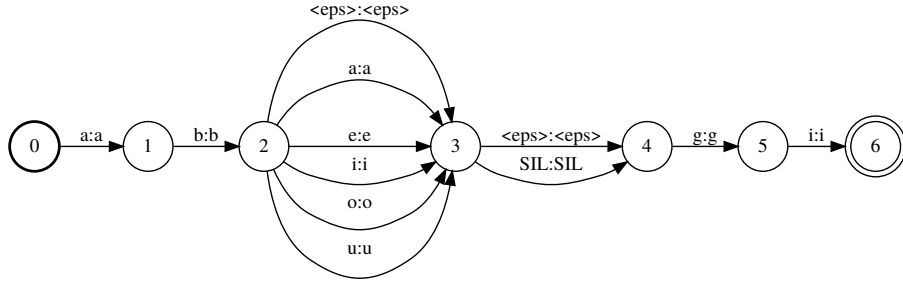 <eps>:<eps>
a:a
0
a:a
1
b:b
2
e:e
3
<eps>:<eps>
4
g:g
5
i:i
6
i:i
SIL:SIL
o:o
u:u